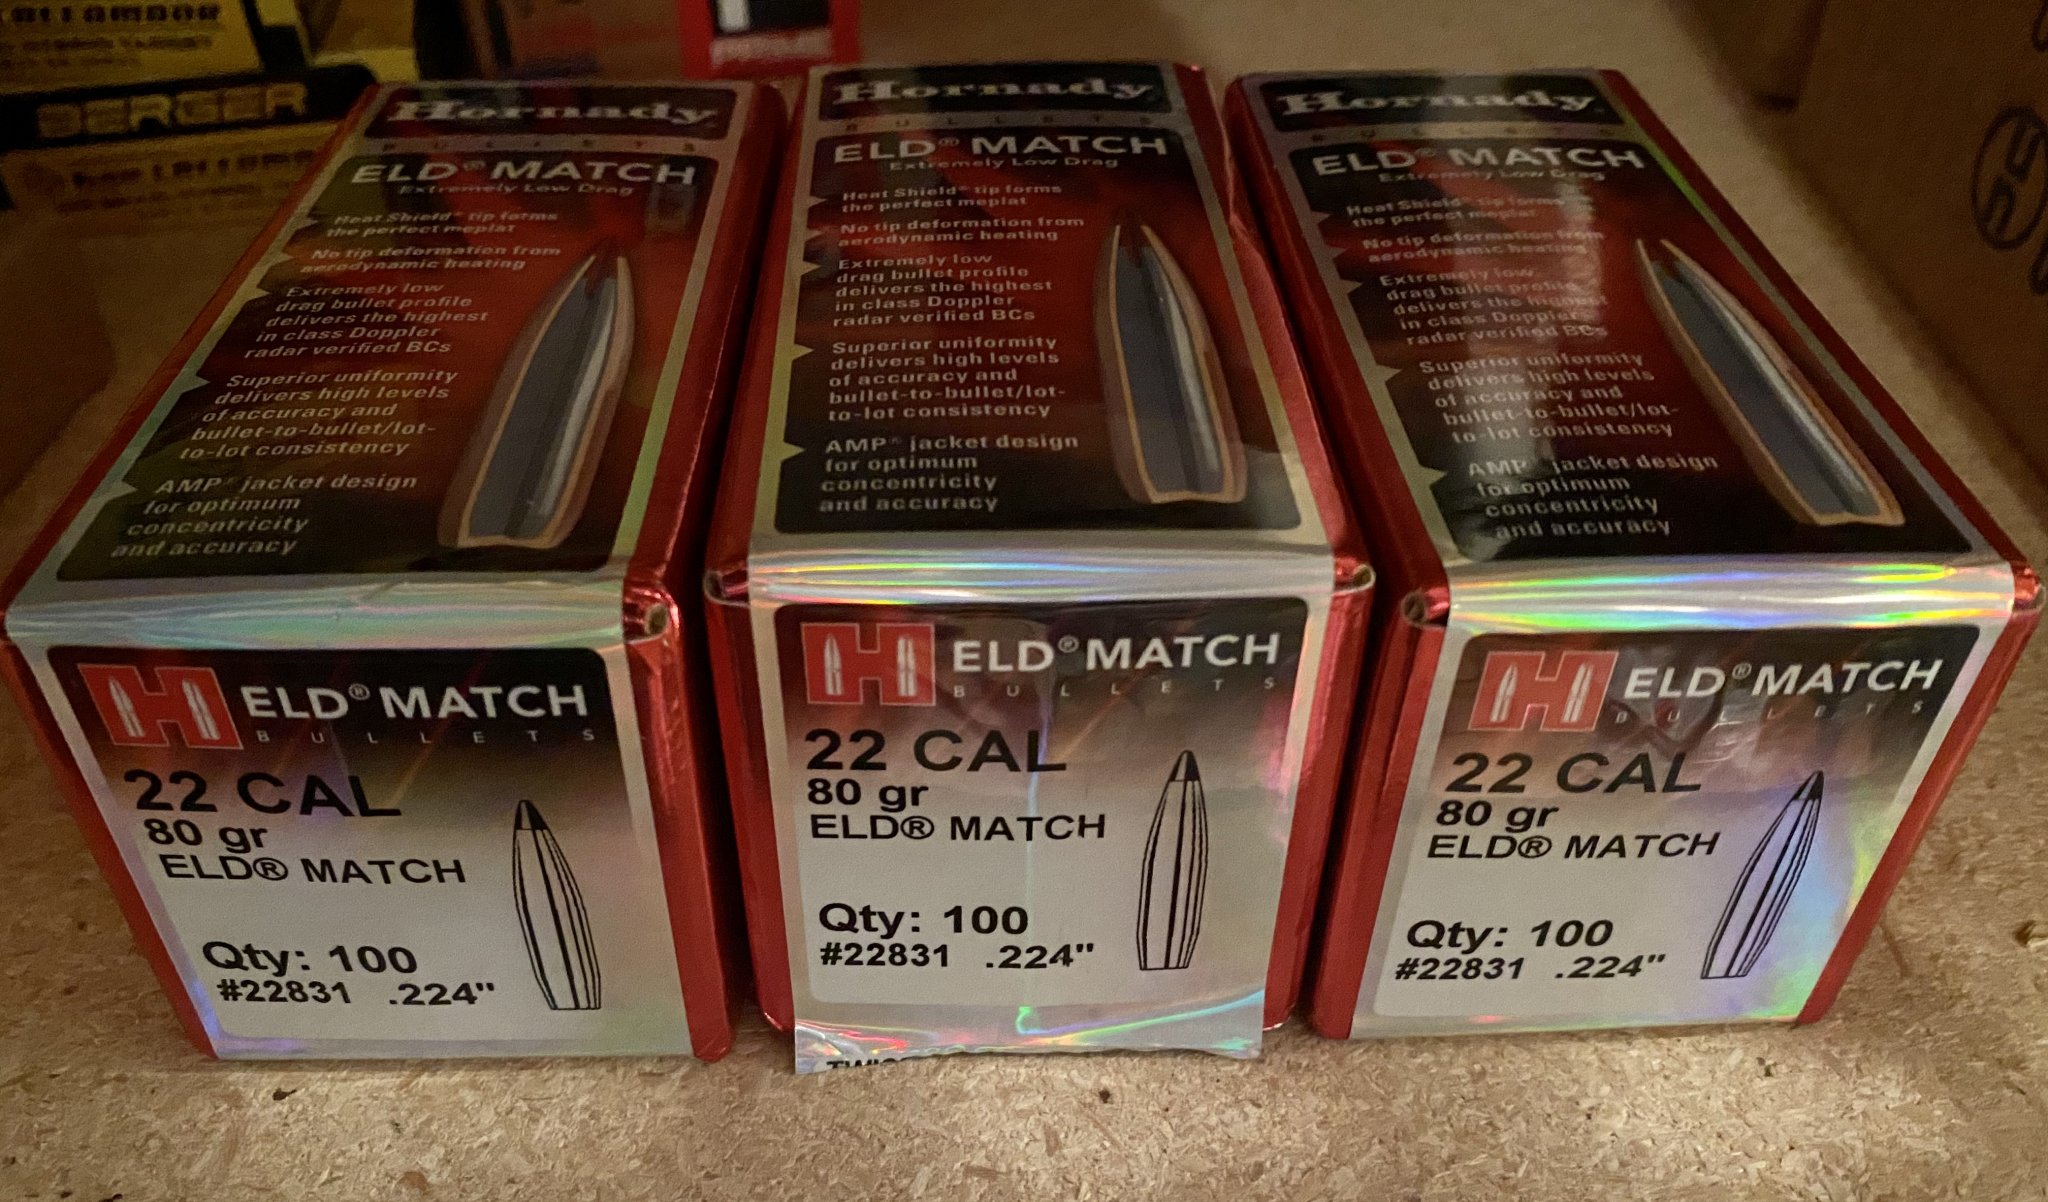 BERGER
Hornady
BULLETS
ELD® MATCH
Extremely Low Drag
Heat Shield® tip forms
the perfect meplat
No tip deformation from
aerodynamic heating
Extremely low
drag bullet profile
delivers the highest
in class Doppler
radar verified BCs
Superior uniformity
delivers high levels
of accuracy and
bullet-to-bullet/lot-
to-lot consistency
AMP® jacket design
for optimum
concentricity
and accuracy
H ELD® MATCH
BULLETS
22 CAL
80 gr
ELD® MATCH
Qty: 100
#22831 .224"
Hornady
BULLETS
ELD® MATCH
Extremely Low Drag
Heat Shield® tip forms
the perfect meplat
No tip deformation from
aerodynamic heating
Extremely low
drag bullet profile
delivers the highest
in class Doppler
radar verified BCs
Superior uniformity
delivers high levels
of accuracy and
bullet-to-bullet/lot-
to-lot consistency
AMP® jacket design
for optimum
concentricity
and accuracy
H ELD® MATCH
BULLETS
22 CAL
80 gr
ELD® MATCH
Qty: 100
#22831 .224"
Hornady
BULLETS
ELD® MATCH
Extremely Low Drag
Heat Shield® tip forms
the perfect meplat
No tip deformation from
aerodynamic heating
Extremely low
drag bullet profile
delivers the highest
in class Doppler
radar verified BCs
Superior uniformity
delivers high levels
of accuracy and
bullet-to-bullet/lot-
to-lot consistency
AMP® jacket design
for optimum
concentricity
and accuracy
H ELD® MATCH
BULLETS
22 CAL
80 gr
ELD® MATCH
Qty: 100
#22831 .224"